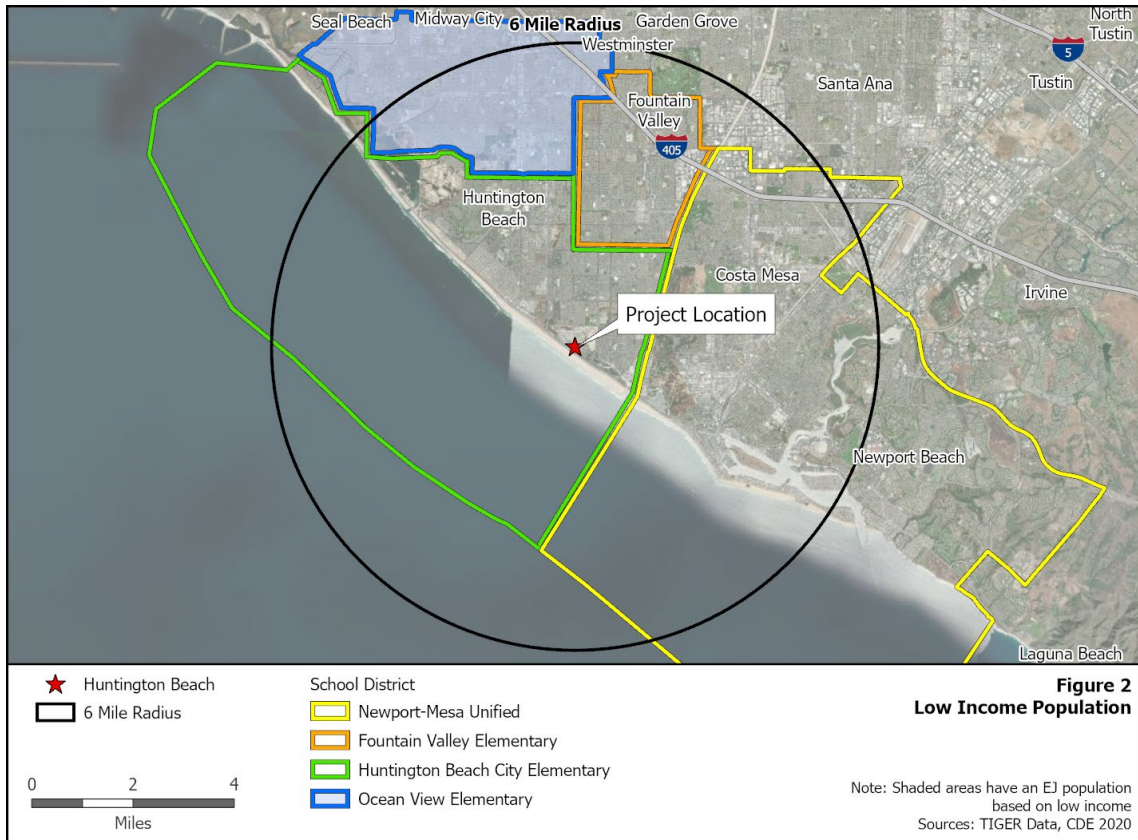 Seal Beach
Midway City
6 Mile Radius
Garden Grove
Westminster
North
Tustin
5
Santa Ana
Tustin
Fountain
Valley
405
Huntington
Beach
Costa Mesa
Irvine
Project Location
Newport Beach
Laguna Beach
Huntington Beach
6 Mile Radius
0 2 4
Miles
School District
Newport-Mesa Unified
Fountain Valley Elementary
Huntington Beach City Elementary
Ocean View Elementary
Figure 2
Low Income Population
Note: Shaded areas have an EJ population
based on low income
Sources: TIGER Data, CDE 2020